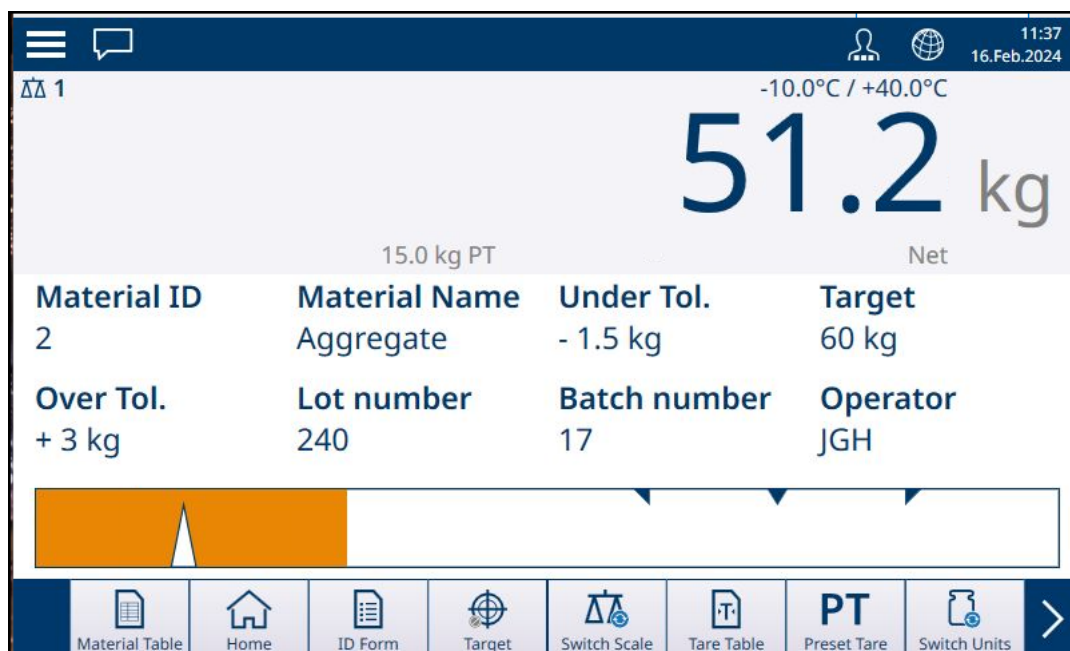 11:37
16.Feb.2024
1 -10.0°C / +40.0°C
51.2 kg
15.0 kg PT Net
Material ID Material Name Under Tol. Target
2 Aggregate - 1.5 kg 60 kg
Over Tol. Lot number Batch number Operator
+ 3 kg 240 17 JGH
PT
Material Table Home ID Form Target Switch Scale Tare Table Preset Tare Switch Units